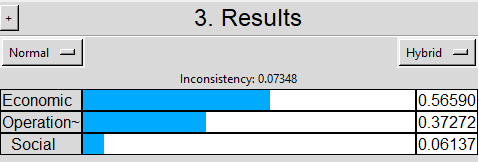 + 3. Results
Normal Hybrid
Inconsistency: 0.07348
Economic 0.56590
Operation~ 0.37272
Social 0.06137